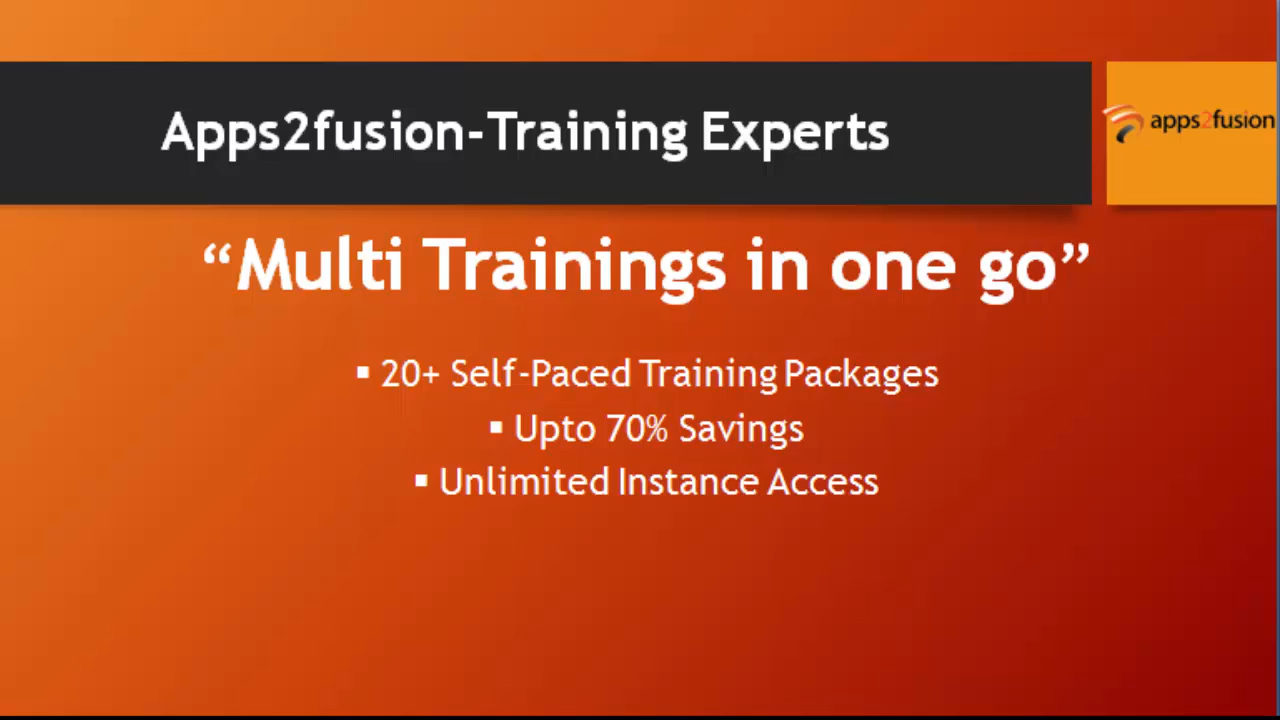 Apps2fusion-Training Experts
apps2fusion
“Multi Trainings in one go”
▪ 20+ Self-Paced Training Packages
▪ Upto 70% Savings
▪ Unlimited Instance Access